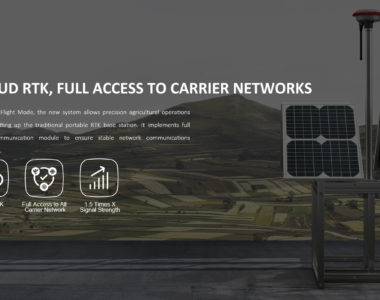 UD RTK, FULL ACCESS TO CARRIER NETWORKS
Flight Mode, the new system allows precision agricultural operations
ting up the traditional portable RTK base station. It implements full
mmunication module to ensure stable network communications
K
Full Access to All
Carrier Network
1.5 Times X
Signal Strength